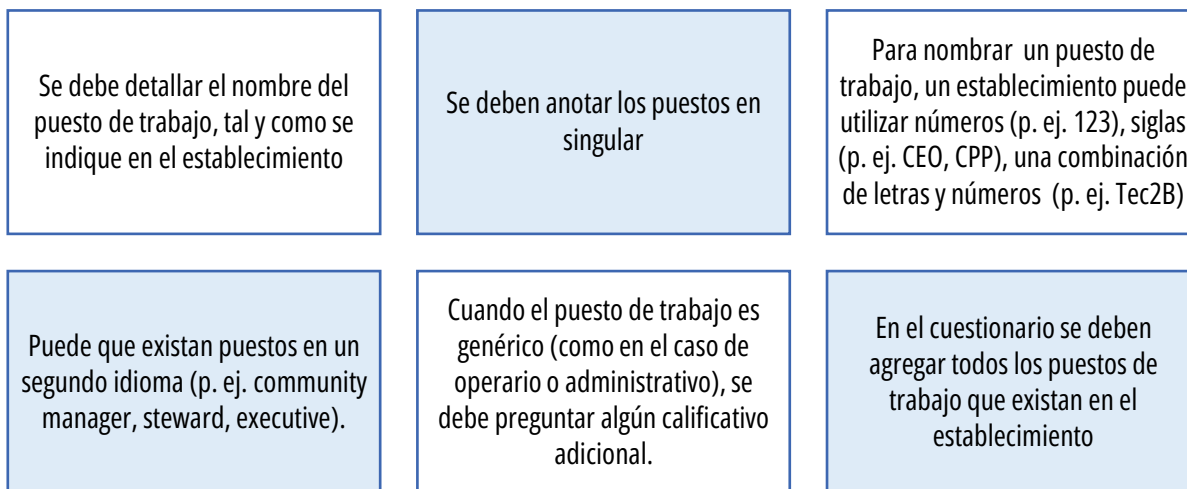 Se debe detallar el nombre del
puesto de trabajo, tal y como se
indique en el establecimiento
Se deben anotar los puestos en
singular
Para nombrar un puesto de
trabajo, un establecimiento puede
utilizar números (p. ej. 123), siglas
(p. ej. CEO, CPP), una combinación
de letras y números (p. ej. Tec2B)
Puede que existan puestos en un
segundo idioma (p. ej. community
manager, steward, executive).
Cuando el puesto de trabajo es
genérico (como en el caso de
operario o administrativo), se
debe preguntar algún calificativo
adicional.
En el cuestionario se deben
agregar todos los puestos de
trabajo que existan en el
establecimiento